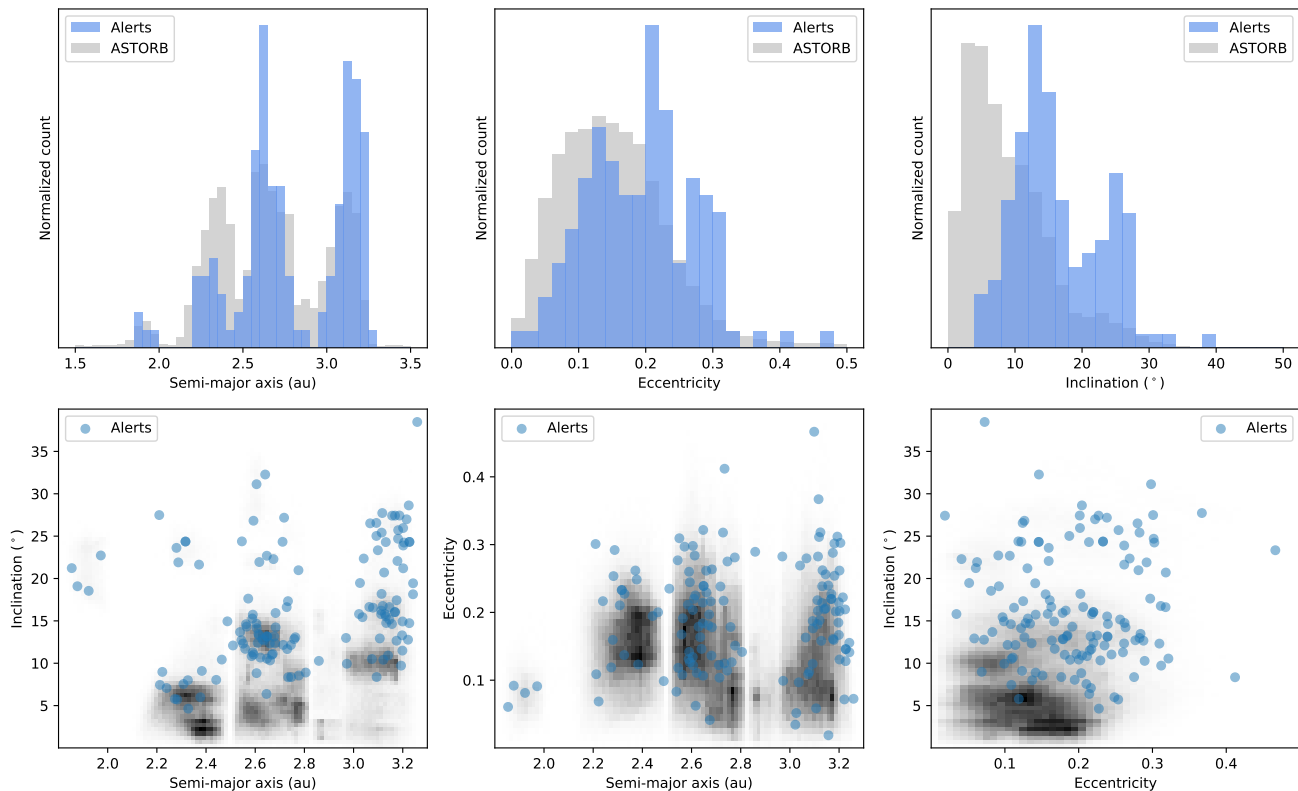 Alerts
ASTORB
Normalized count
1.5 2.0 2.5 3.0 3.5
Semi-major axis (au)
Alerts
ASTORB
Normalized count
0.0 0.1 0.2 0.3 0.4 0.5
Eccentricity
Alerts
ASTORB
Normalized count
0 10 20 30 40 50
Inclination (°)
Alerts
Inclination (°)
35
30
25
20
15
10
5
2.0 2.2 2.4 2.6 2.8 3.0 3.2
Semi-major axis (au)
Alerts
Eccentricity
0.4
0.3
0.2
0.1
2.0 2.2 2.4 2.6 2.8 3.0 3.2
Semi-major axis (au)
Alerts
Inclination (°)
35
30
25
20
15
10
5
0.1 0.2 0.3 0.4
Eccentricity